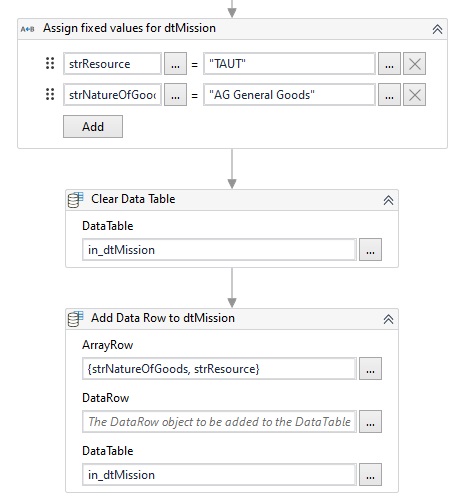 A+B Assign fixed values for dtMission
strResource ... = "TAUT" ...
strNatureOfGood ... = "AG General Goods" ...
Add
Clear Data Table
DataTable
in_dtMission ...
Add Data Row to dtMission
ArrayRow
{strNatureOfGoods, strResource} ...
DataRow
The DataRow object to be added to the DataTable ...
DataTable
in_dtMission ...